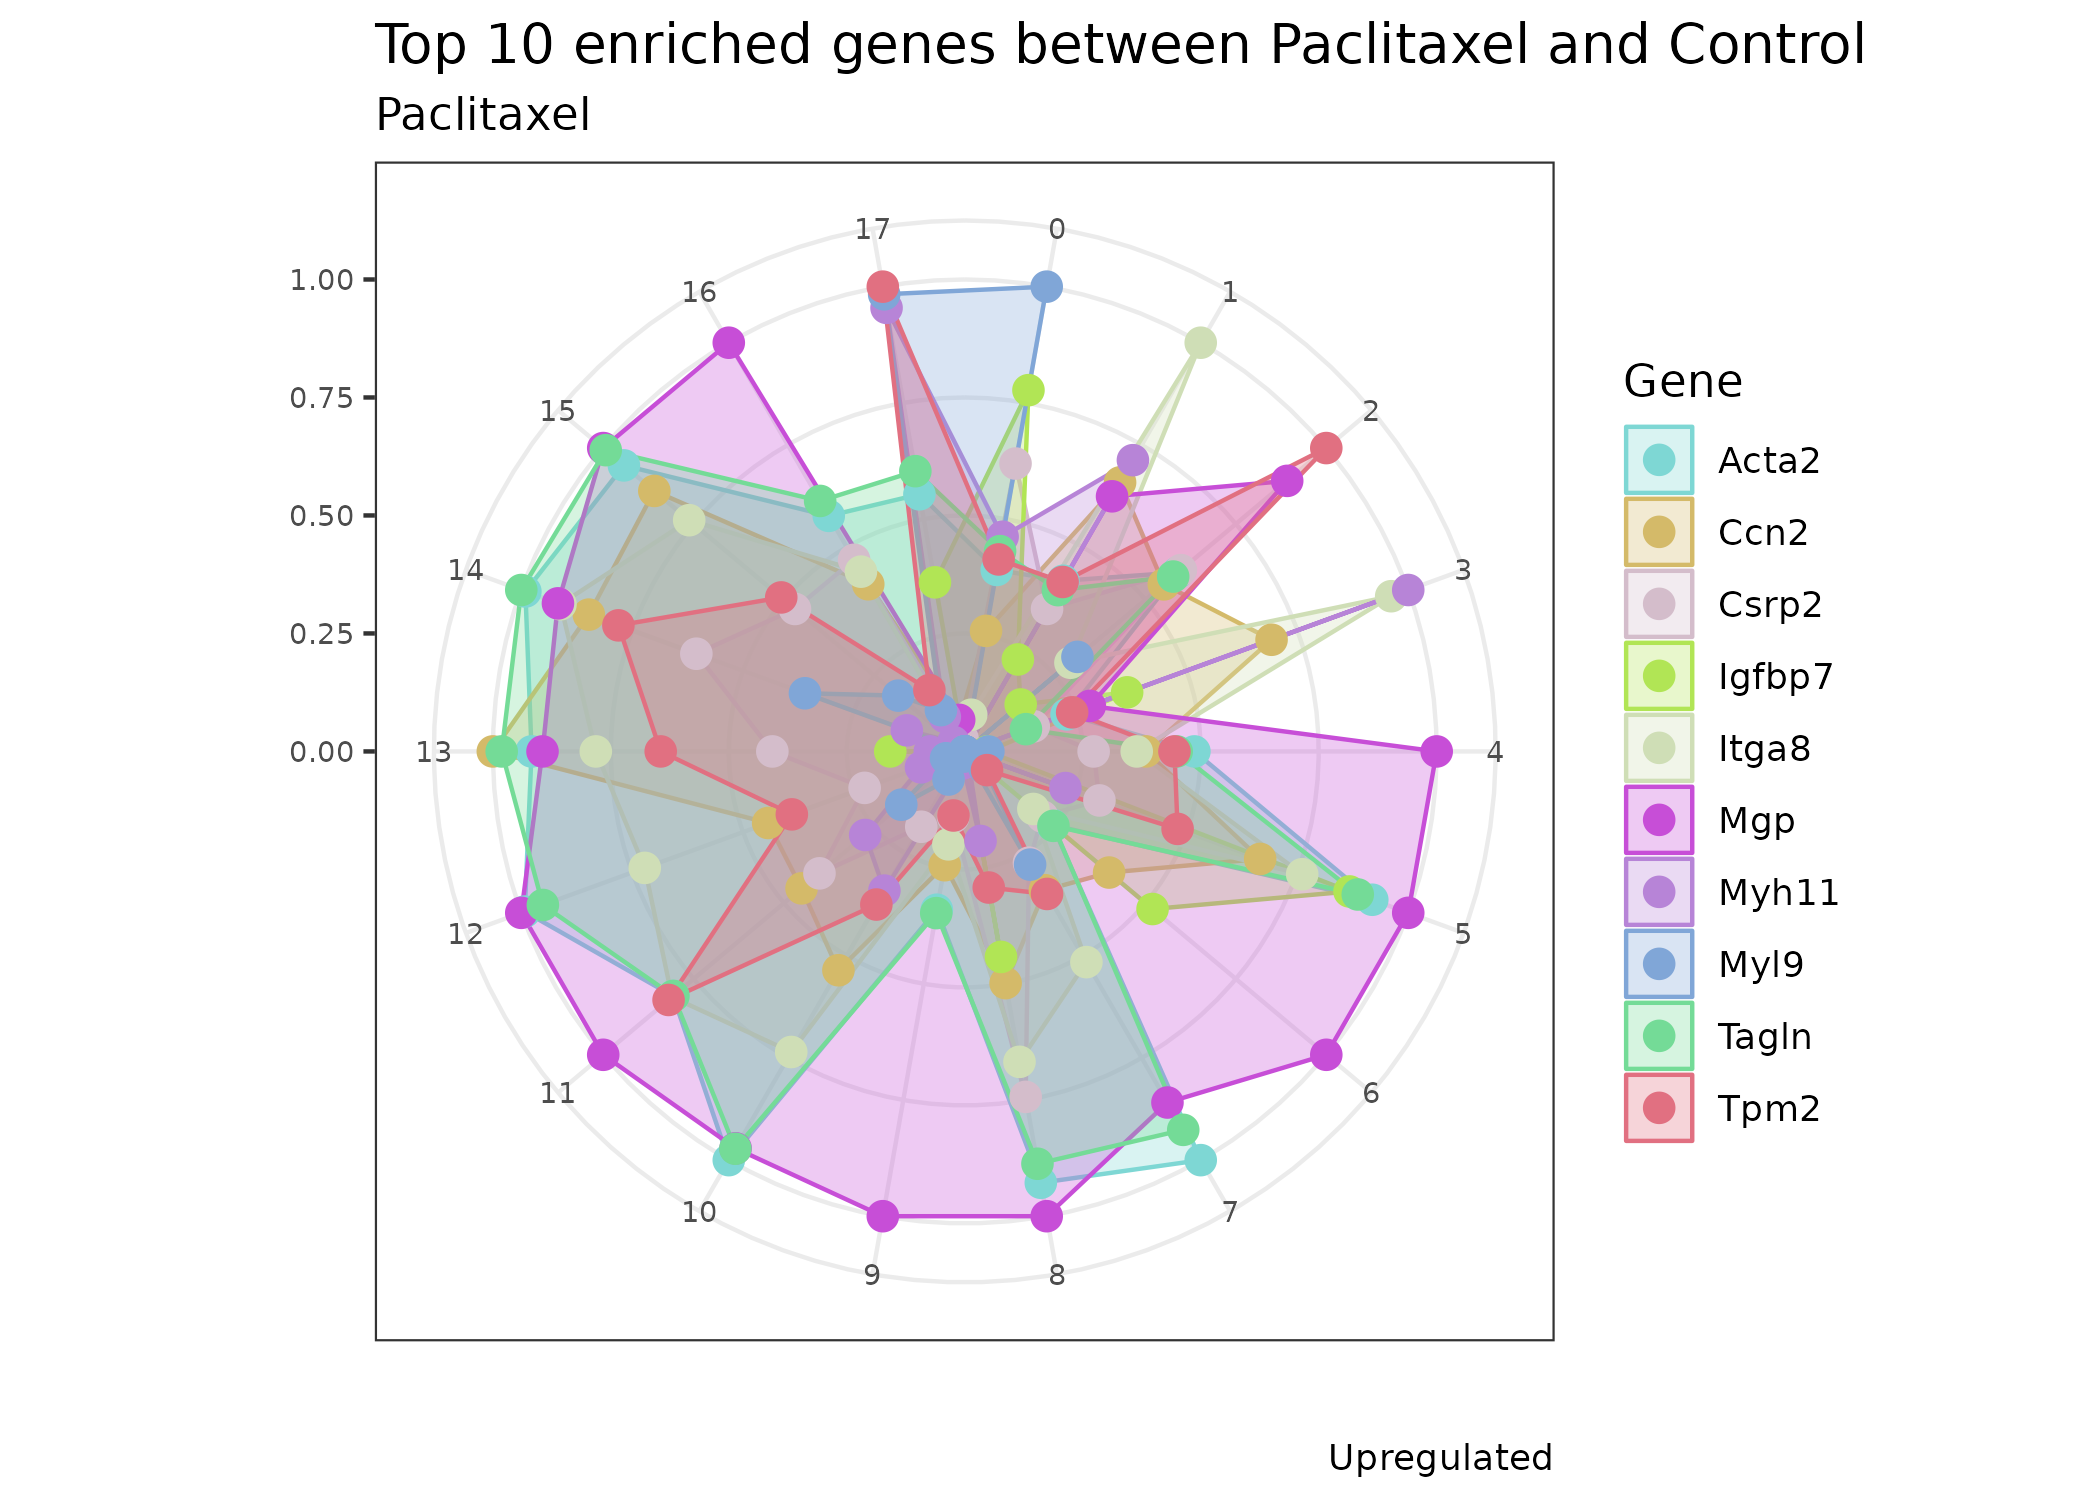 Top 10 enriched genes between Paclitaxel and Control
Paclitaxel
17 0
16 1
1.00
15 2
0.75
0.50
14 3
0.25
0.00
13 4
12 5
11 6
10 7
9 8
Gene
Acta2
Ccn2
Csrp2
Igfbp7
Itga8
Mgp
Myh11
Myl9
Tagln
Tpm2
Upregulated